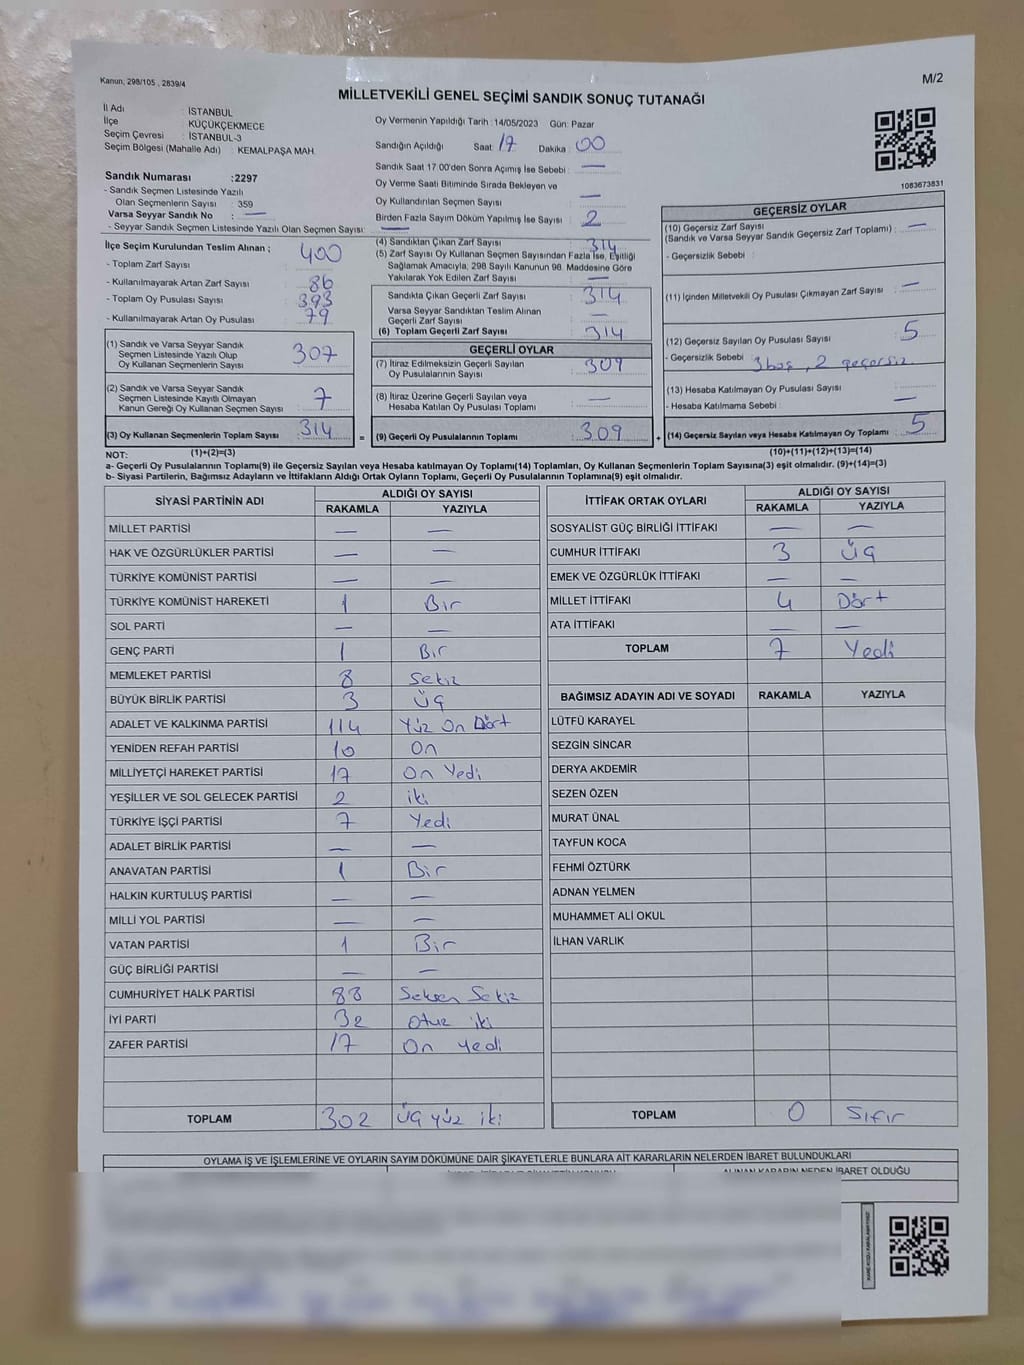 Kanun, 298/105 , 2839/4
M/2
MİLLETVEKİLİ GENEL SEÇİMİ SANDIK SONUÇ TUTANAĞI
İl Adı : İSTANBUL
İlçe : KÜÇÜKÇEKMECE
Seçim Çevresi : İSTANBUL-3
Seçim Bölgesi (Mahalle Adı) : KEMALPAŞA MAH.
Sandık Numarası :2297
- Sandık Seçmen Listesinde Yazılı
Olan Seçmenlerin Sayısı : 359
Varsa Seyyar Sandık No : —
- Seyyar Sandık Seçmen Listesinde Yazılı Olan Seçmen Sayısı: —
Oy Vermenin Yapıldığı Tarih :14/05/2023 Gün: Pazar
Sandığın Açıldığı Saat : 17 Dakika : 00
Sandık Saat 17:00'den Sonra Açımış İse Sebebi : —
Oy Verme Saati Bitiminde Sırada Bekleyen ve
Oy Kullandırılan Seçmen Sayısı : —
Birden Fazla Sayım Döküm Yapılmış İse Sayısı : 2
1083673831
İlçe Seçim Kurulundan Teslim Alınan ; 400
- Toplam Zarf Sayısı :
- Kullanılmayarak Artan Zarf Sayısı : 86
- Toplam Oy Pusulası Sayısı : 393
- Kullanılmayarak Artan Oy Pusulası : 79
(4) Sandıktan Çıkan Zarf Sayısı : 314
(5) Zarf Sayısı Oy Kullanan Seçmen Sayısından Fazla İse, Eşitliği
Sağlamak Amacıyla, 298 Sayılı Kanunun 98. Maddesine Göre
Yakılarak Yok Edilen Zarf Sayısı : —
Sandıkta Çıkan Geçerli Zarf Sayısı : 314
Varsa Seyyar Sandıktan Teslim Alınan
Geçerli Zarf Sayısı : —
(6) Toplam Geçerli Zarf Sayısı : 314
GEÇERSİZ OYLAR
(10) Geçersiz Zarf Sayısı
(Sandık ve Varsa Seyyar Sandık Geçersiz Zarf Toplamı) : —
- Geçersizlik Sebebi :
(11) İçinden Milletvekili Oy Pusulası Çıkmayan Zarf Sayısı : —
(12) Geçersiz Sayılan Oy Pusulası Sayısı : 5
- Geçersizlik Sebebi : 3 boş, 2 geçersiz.
(13) Hesaba Katılmayan Oy Pusulası Sayısı : —
- Hesaba Katılmama Sebebi :
(14) Geçersiz Sayılan veya Hesaba Katılmayan Oy Toplamı : 5
(10)+(11)+(12)+(13)=(14)
(1) Sandık ve Varsa Seyyar Sandık
Seçmen Listesinde Yazılı Olup
Oy Kullanan Seçmenlerin Sayısı : 307
(2) Sandık ve Varsa Seyyar Sandık
Seçmen Listesinde Kayıtlı Olmayan
Kanun Gereği Oy Kullanan Seçmen Sayısı : 7
(3) Oy Kullanan Seçmenlerin Toplam Sayısı : 314 =
(1)+(2)=(3)
GEÇERLİ OYLAR
(7) İtiraz Edilmeksizin Geçerli Sayılan
Oy Pusulalarının Sayısı : 309
(8) İtiraz Üzerine Geçerli Sayılan veya
Hesaba Katılan Oy Pusulası Toplamı : —
(9) Geçerli Oy Pusulalarının Toplamı : 309 +
NOT:
a- Geçerli Oy Pusulalarının Toplamı(9) ile Geçersiz Sayılan veya Hesaba katılmayan Oy Toplamı(14) Toplamları, Oy Kullanan Seçmenlerin Toplam Sayısına(3) eşit olmalıdır. (9)+(14)=(3)
b- Siyasi Partilerin, Bağımsız Adayların ve İttifakların Aldığı Ortak Oyların Toplamı, Geçerli Oy Pusulalarının Toplamına(9) eşit olmalıdır.
SİYASİ PARTİNİN ADI ALDIĞI OY SAYISI
RAKAMLA YAZIYLA
MİLLET PARTİSİ — —
HAK VE ÖZGÜRLÜKLER PARTİSİ — —
TÜRKİYE KOMÜNİST PARTİSİ — —
TÜRKİYE KOMÜNİST HAREKETİ 1 Bir
SOL PARTİ — —
GENÇ PARTİ 1 Bir
MEMLEKET PARTİSİ 8 Sekiz
BÜYÜK BİRLİK PARTİSİ 3 Üç
ADALET VE KALKINMA PARTİSİ 114 Yüz On Dört
YENİDEN REFAH PARTİSİ 10 On
MİLLİYETÇİ HAREKET PARTİSİ 17 On Yedi
YEŞİLLER VE SOL GELECEK PARTİSİ 2 iki
TÜRKİYE İŞÇİ PARTİSİ 7 Yedi
ADALET BİRLİK PARTİSİ — —
ANAVATAN PARTİSİ 1 Bir
HALKIN KURTULUŞ PARTİSİ — —
MİLLİ YOL PARTİSİ — —
VATAN PARTİSİ 1 Bir
GÜÇ BİRLİĞİ PARTİSİ — —
CUMHURİYET HALK PARTİSİ 88 Seksen Sekiz
İYİ PARTİ 32 Otuz iki
ZAFER PARTİSİ 17 On yedi
TOPLAM 302 Üç yüz iki
İTTİFAK ORTAK OYLARI ALDIĞI OY SAYISI
RAKAMLA YAZIYLA
SOSYALİST GÜÇ BİRLİĞİ İTTİFAKI — —
CUMHUR İTTİFAKI 3 Üç
EMEK VE ÖZGÜRLÜK İTTİFAKI — —
MİLLET İTTİFAKI 4 Dört
ATA İTTİFAKI — —
TOPLAM 7 Yedi
BAĞIMSIZ ADAYIN ADI VE SOYADI RAKAMLA YAZIYLA
LÜTFÜ KARAYEL
SEZGİN SİNCAR
DERYA AKDEMİR
SEZEN ÖZEN
MURAT ÜNAL
TAYFUN KOCA
FEHMİ ÖZTÜRK
ADNAN YELMEN
MUHAMMET ALİ OKUL
İLHAN VARLIK
TOPLAM 0 Sıfır
OYLAMA İŞ VE İŞLEMLERİNE VE OYLARIN SAYIM DÖKÜMÜNE DAİR ŞİKAYETLERLE BUNLARA AİT KARARLARIN NELERDEN İBARET BULUNDUKLARI
ALINAN KARARIN NEDEN İBARET OLDUĞU